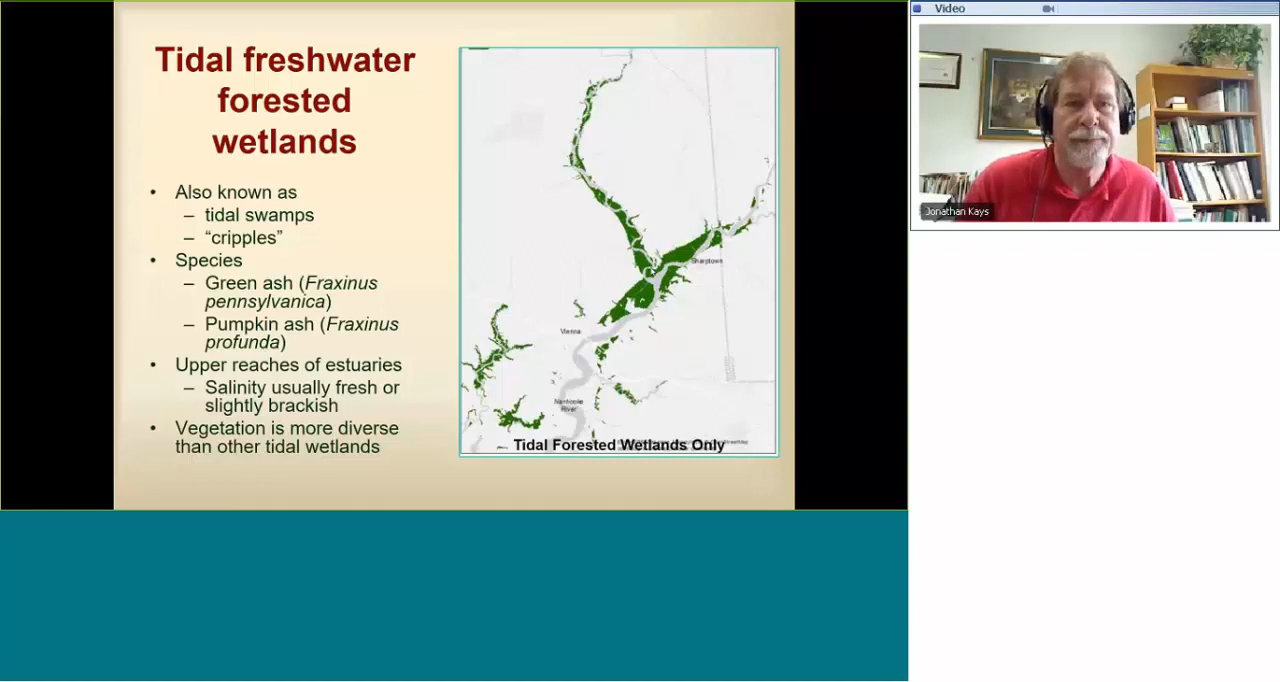 Tidal freshwater
forested
wetlands
• Also known as
– tidal swamps
– “cripples”
• Species
– Green ash (Fraxinus
pennsylvanica)
– Pumpkin ash (Fraxinus
profunda)
• Upper reaches of estuaries
– Salinity usually fresh or
slightly brackish
• Vegetation is more diverse
than other tidal wetlands
Sharptown
Vienna
Nanticoke
River
Tidal Forested Wetlands Only
Video
Jonathan Kays